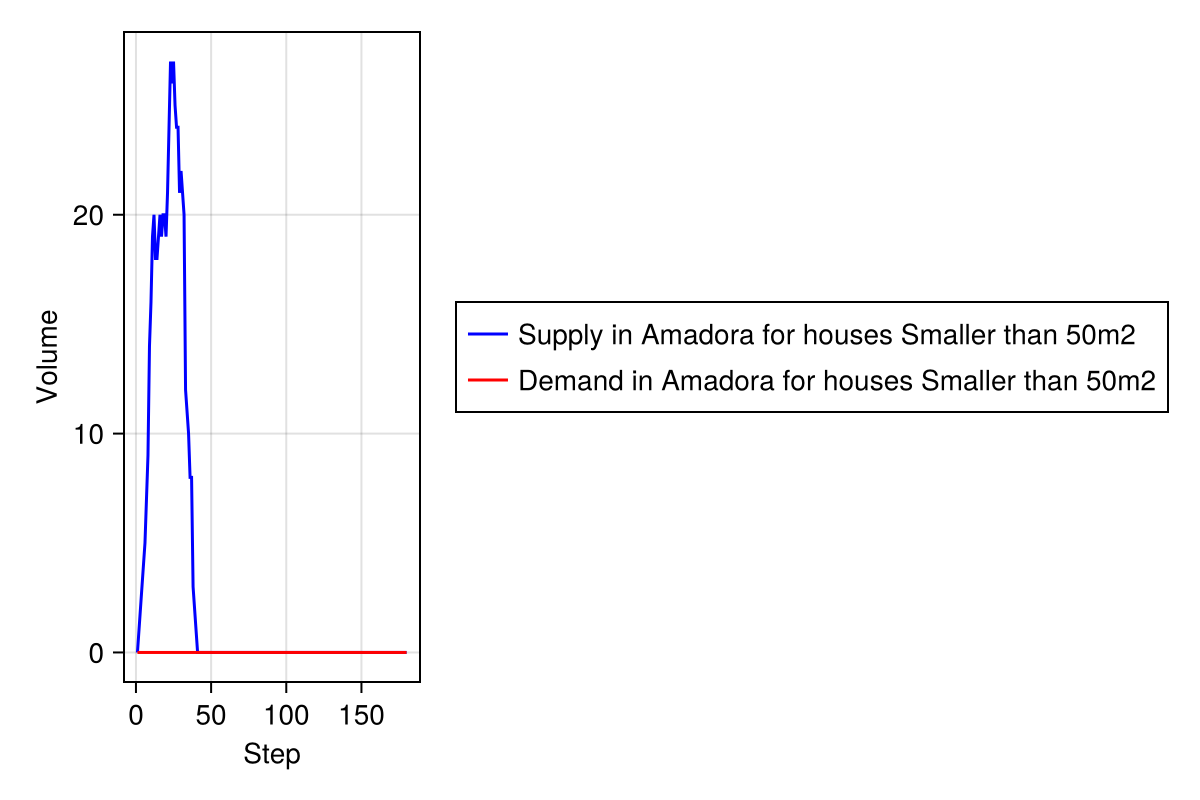 Volume
20
10
0
0 50 100 150
Step
Supply in Amadora for houses Smaller than 50m2
Demand in Amadora for houses Smaller than 50m2